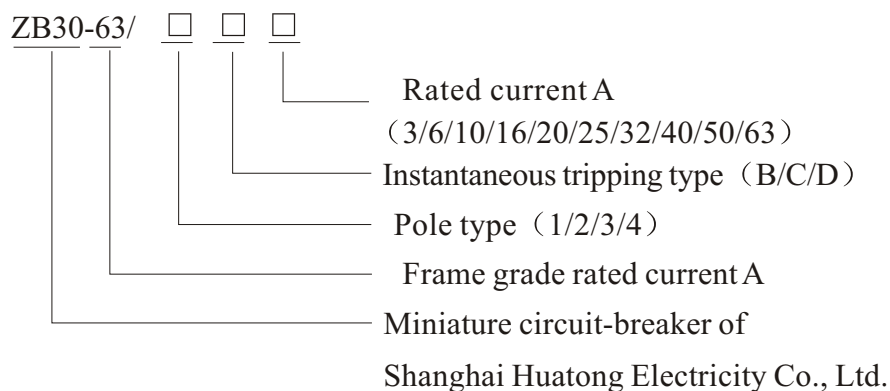 ZB30-63/ □ □ □
Rated current A
（3/6/10/16/20/25/32/40/50/63）
Instantaneous tripping type（B/C/D）
Pole type（1/2/3/4）
Frame grade rated current A
Miniature circuit-breaker of
Shanghai Huatong Electricity Co., Ltd.